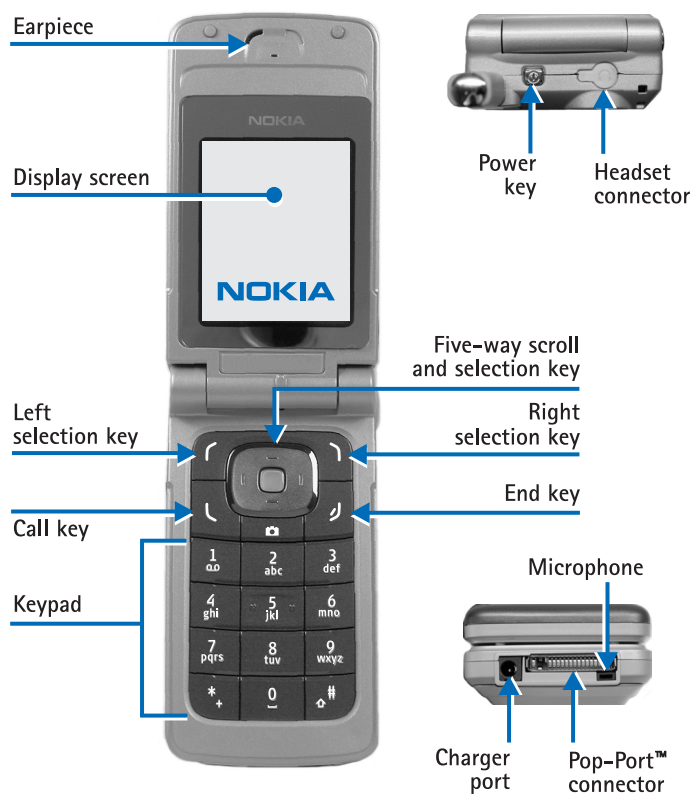 Earpiece
NOKIA
Display screen
NOKIA
Power
key
Headset
connector
Five-way scroll
and selection key
Left
selection key
Right
selection key
Call key
End key
Keypad
1
2 abc
3 def
4 ghi
5 jkl
6 mno
7 pqrs
8 tuv
9 wxyz
* +
0
#
Microphone
Charger
port
Pop-Port™
connector